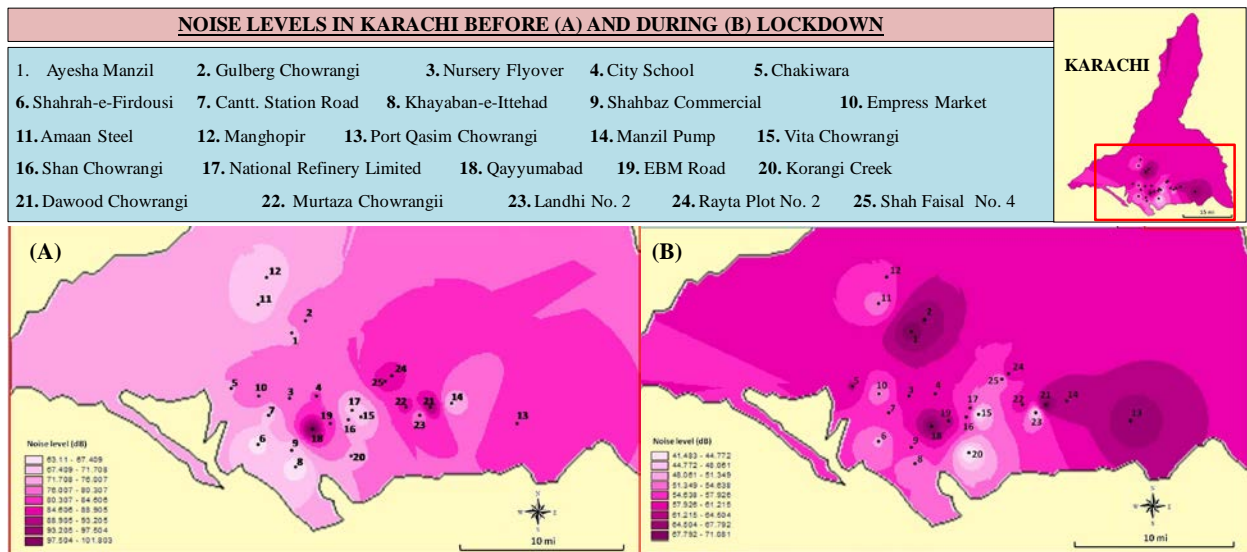 NOISE LEVELS IN KARACHI BEFORE (A) AND DURING (B) LOCKDOWN
1. Ayesha Manzil 2. Gulberg Chowrangi 3. Nursery Flyover 4. City School 5. Chakiwara
6. Shahrah-e-Firdousi 7. Cantt. Station Road 8. Khayaban-e-Ittehad 9. Shahbaz Commercial 10. Empress Market
11. Amaan Steel 12. Manghopir 13. Port Qasim Chowrangi 14. Manzil Pump 15. Vita Chowrangi
16. Shan Chowrangi 17. National Refinery Limited 18. Qayyumabad 19. EBM Road 20. Korangi Creek
21. Dawood Chowrangi 22. Murtaza Chowrangii 23. Landhi No. 2 24. Rayta Plot No. 2 25. Shah Faisal No. 4
KARACHI
15 mi
(A)
12
11
2
1
24
25
5
10
3
4
17
14
7
15
22
21
19
16
23
13
18
6
9
8
20
Noise level (dB)
63.11 - 67.409
67.409 - 71.708
71.708 - 76.007
76.007 - 80.307
80.307 - 84.606
84.606 - 88.905
88.905 - 93.205
93.205 - 97.504
97.504 - 101.803
10 mi
(B)
12
11
2
1
24
25
5
10
3
4
14
7
17
15
22
21
19
16
23
13
18
6
9
8
20
Noise level (dB)
41.483 - 44.772
44.772 - 48.061
48.061 - 51.349
51.349 - 54.638
54.638 - 57.926
57.926 - 61.215
61.215 - 64.504
64.504 - 67.792
67.792 - 71.081
10 mi